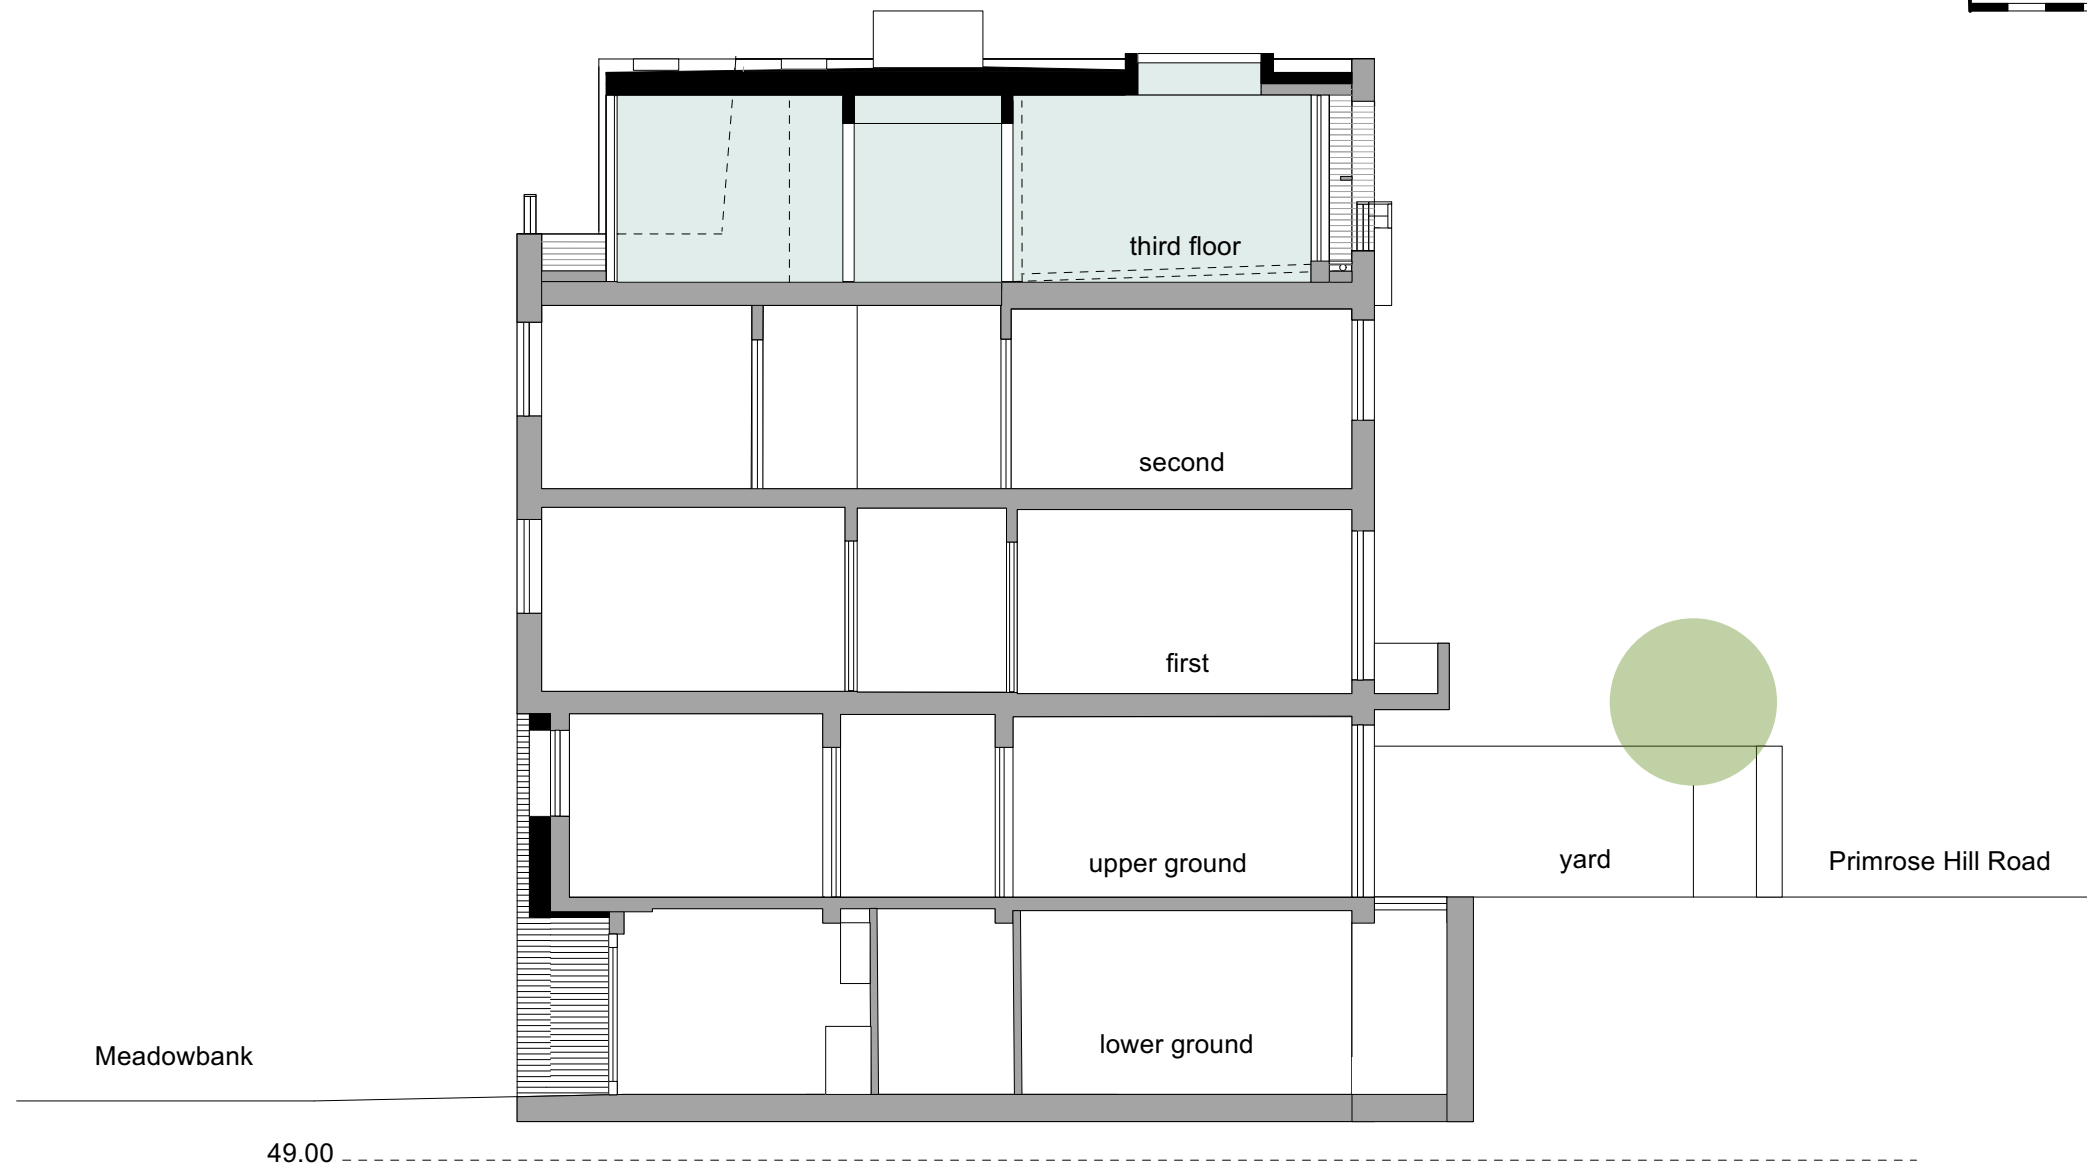 third floor
second
first
upper ground
yard
Primrose Hill Road
lower ground
Meadowbank
49.00